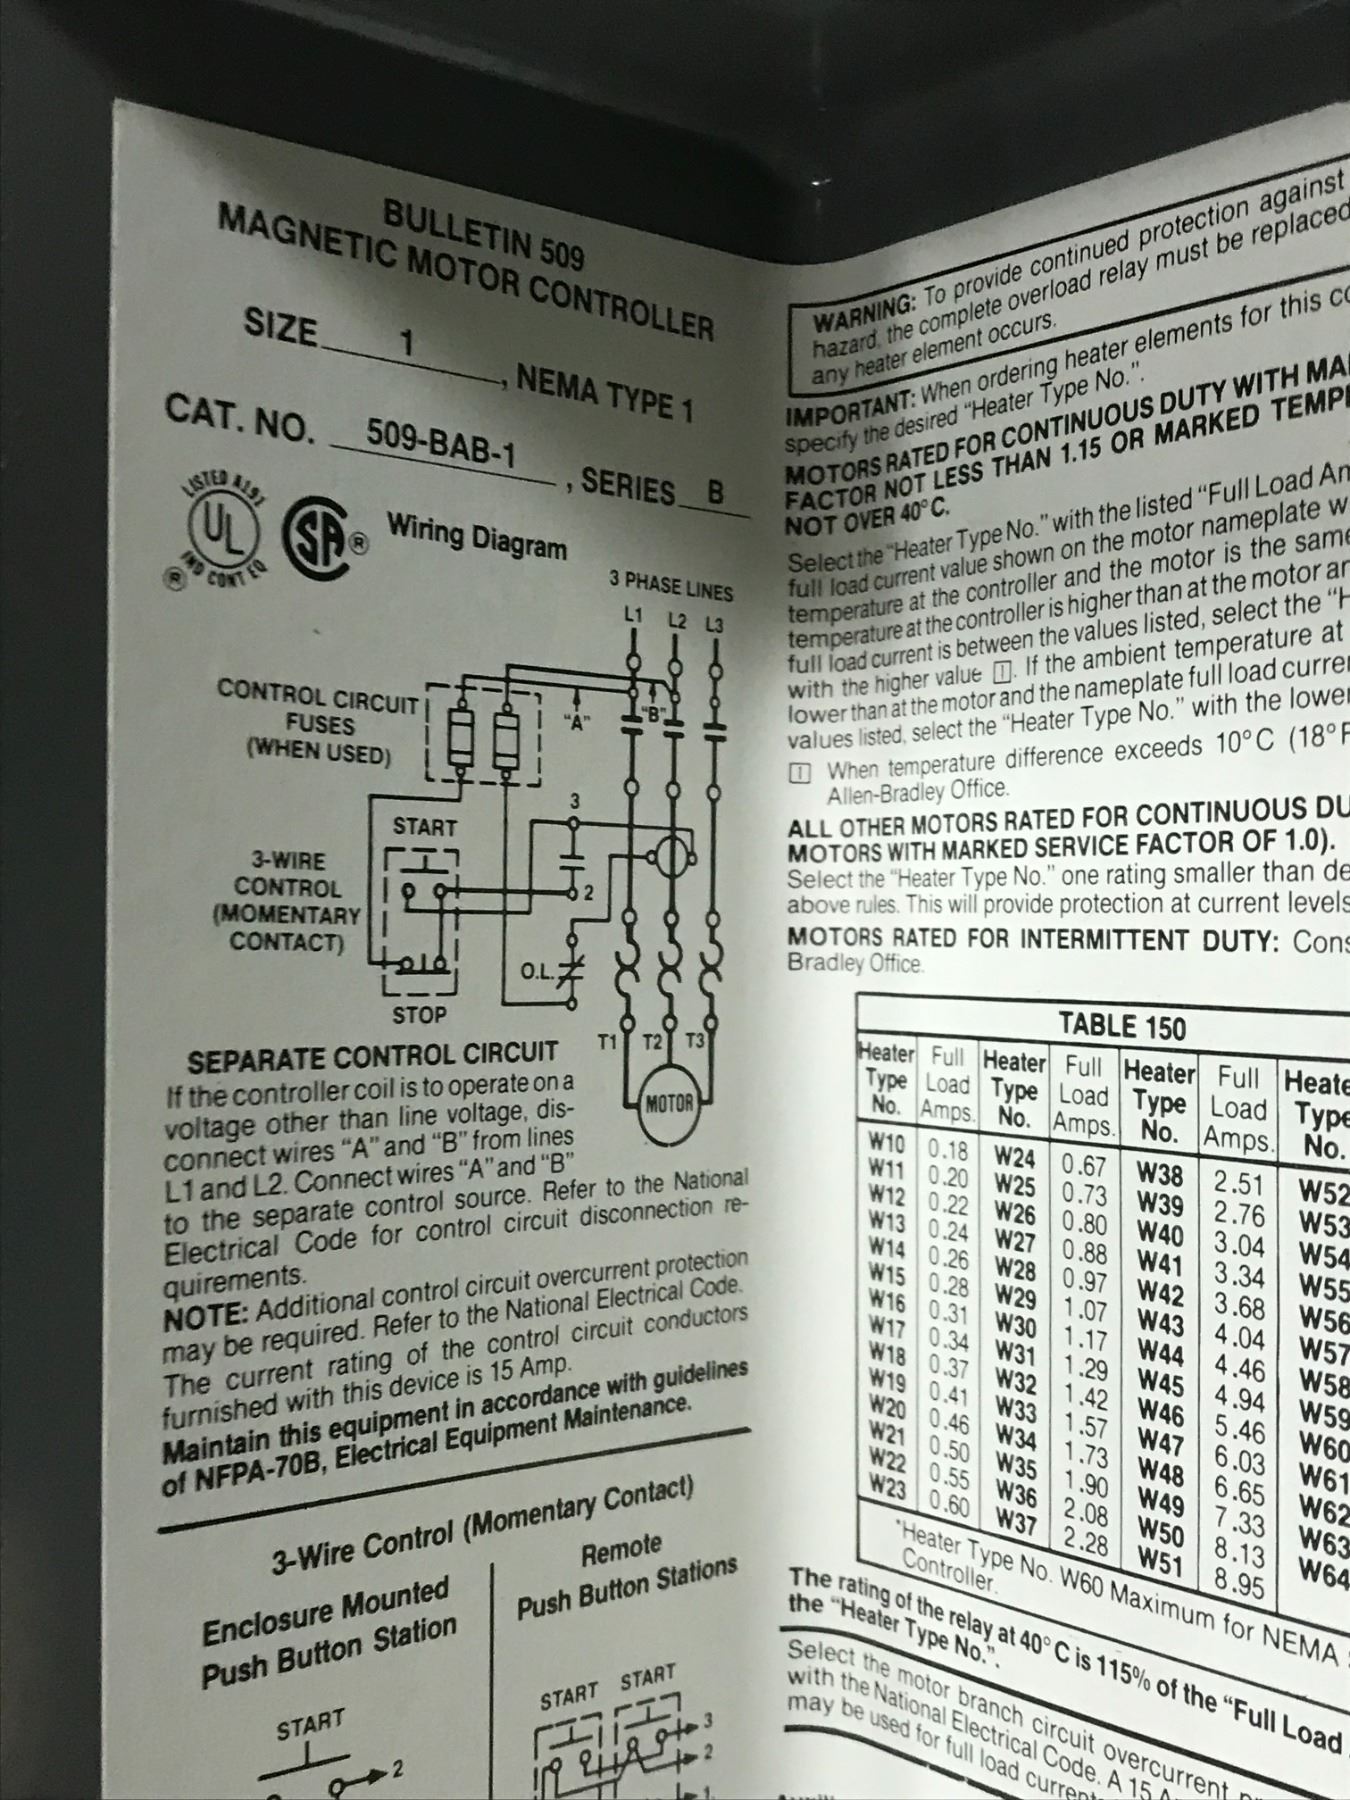 BULLETIN 509
MAGNETIC MOTOR CONTROLLER
SIZE 1, NEMA TYPE 1
CAT. NO. 509-BAB-1, SERIES B
LISTED A.I.9.1
UL
IND CONT EQ
®
SA ®
Wiring Diagram
3 PHASE LINES
L1 L2 L3
CONTROL CIRCUIT
FUSES
(WHEN USED)
"A"
"B"
3
START
3-WIRE
CONTROL
(MOMENTARY
CONTACT)
2
O.L.
STOP
T1 T2 T3
MOTOR
SEPARATE CONTROL CIRCUIT
If the controller coil is to operate on a
voltage other than line voltage, dis-
connect wires "A" and "B" from lines
L1 and L2. Connect wires "A" and "B"
to the separate control source. Refer to the National
Electrical Code for control circuit disconnection re-
quirements.
NOTE: Additional control circuit overcurrent protection
may be required. Refer to the National Electrical Code.
The current rating of the control circuit conductors
furnished with this device is 15 Amp.
Maintain this equipment in accordance with guidelines
of NFPA-70B, Electrical Equipment Maintenance.
3-Wire Control (Momentary Contact)
Enclosure Mounted
Push Button Station
START
2
Remote
Push Button Stations
START START
3
2
1
WARNING: To provide continued protection against
hazard, the complete overload relay must be replaced
any heater element occurs.
IMPORTANT: When ordering heater elements for this
specify the desired "Heater Type No.".
MOTORS RATED FOR CONTINUOUS DUTY WITH
FACTOR NOT LESS THAN 1.15 OR MARKED
NOT OVER 40°C.
Select the "Heater Type No." with the listed "Full Load
full load current value shown on the motor nameplate
temperature at the controller and the motor is the same
temperature at the controller is higher than at the motor
full load current is between the values listed, select the
with the higher value 1. If the ambient temperature at
lower than at the motor and the nameplate full load
values listed, select the "Heater Type No." with the lower
1 When temperature difference exceeds 10°C (18°F
Allen-Bradley Office.
ALL OTHER MOTORS RATED FOR CONTINUOUS
MOTORS WITH MARKED SERVICE FACTOR OF 1.0).
Select the "Heater Type No." one rating smaller than
above rules. This will provide protection at current levels
MOTORS RATED FOR INTERMITTENT DUTY:
Bradley Office.
TABLE 150
Heater Type No. Full Load Amps. Heater Type No. Full Load Amps. Heater Type No. Full Load Amps. Type No.
W10 0.18 W24 0.67 W38 2.51 W52
W11 0.20 W25 0.73 W39 2.76 W53
W12 0.22 W26 0.80 W40 3.04 W54
W13 0.24 W27 0.88 W41 3.34 W55
W14 0.26 W28 0.97 W42 3.68 W56
W15 0.28 W29 1.07 W43 4.04 W57
W16 0.31 W30 1.17 W44 4.46 W58
W17 0.34 W31 1.29 W45 4.94 W59
W18 0.37 W32 1.42 W46 5.46 W60
W19 0.41 W33 1.57 W47 6.03 W61
W20 0.46 W34 1.73 W48 6.65 W62
W21 0.50 W35 1.90 W49 7.33 W63
W22 0.55 W36 2.08 W50 8.13 W64
W23 0.60 W37 2.28 W51 8.95
*Heater Type No. W60 Maximum for NEMA
Controller.
The rating of the relay at 40°C is 115% of the "Full Load
the "Heater Type No.".
Select the motor branch circuit overcurrent
with the National Electrical Code. A 15
may be used for full load